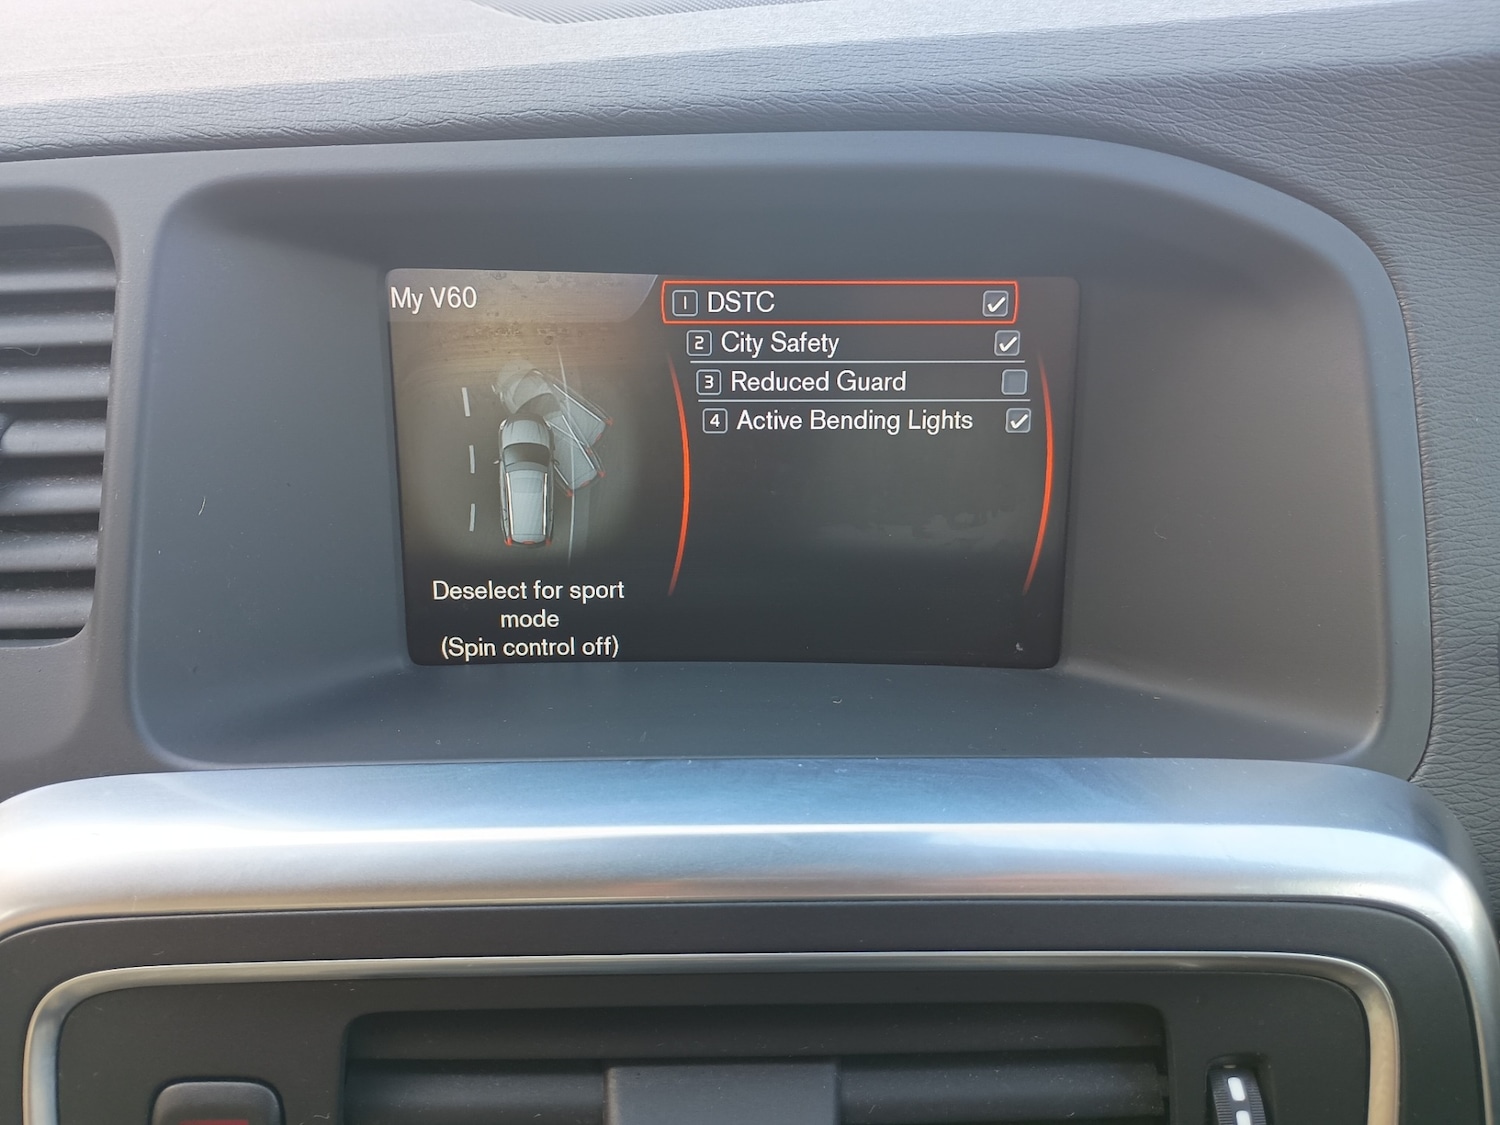 My V60
1 DSTC
2 City Safety
3 Reduced Guard
4 Active Bending Lights
Deselect for sport
mode
(Spin control off)